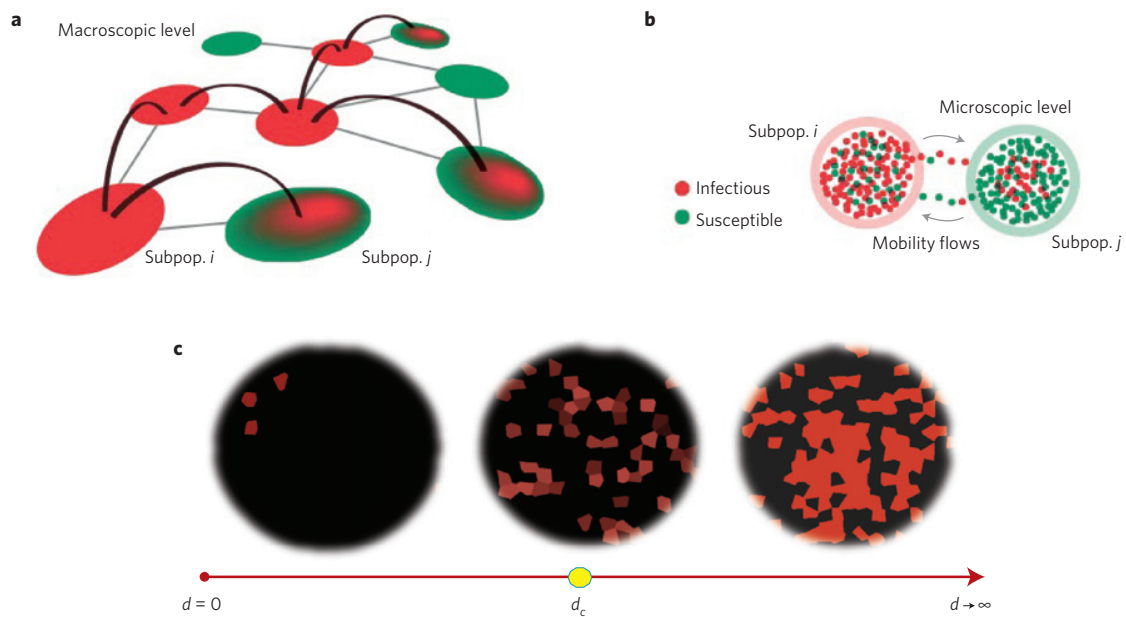 a
Macroscopic level
Subpop. i
Subpop. j
b
Microscopic level
Subpop. i
Infectious
Susceptible
Mobility flows
Subpop. j
c
d = 0
d_c
d → ∞